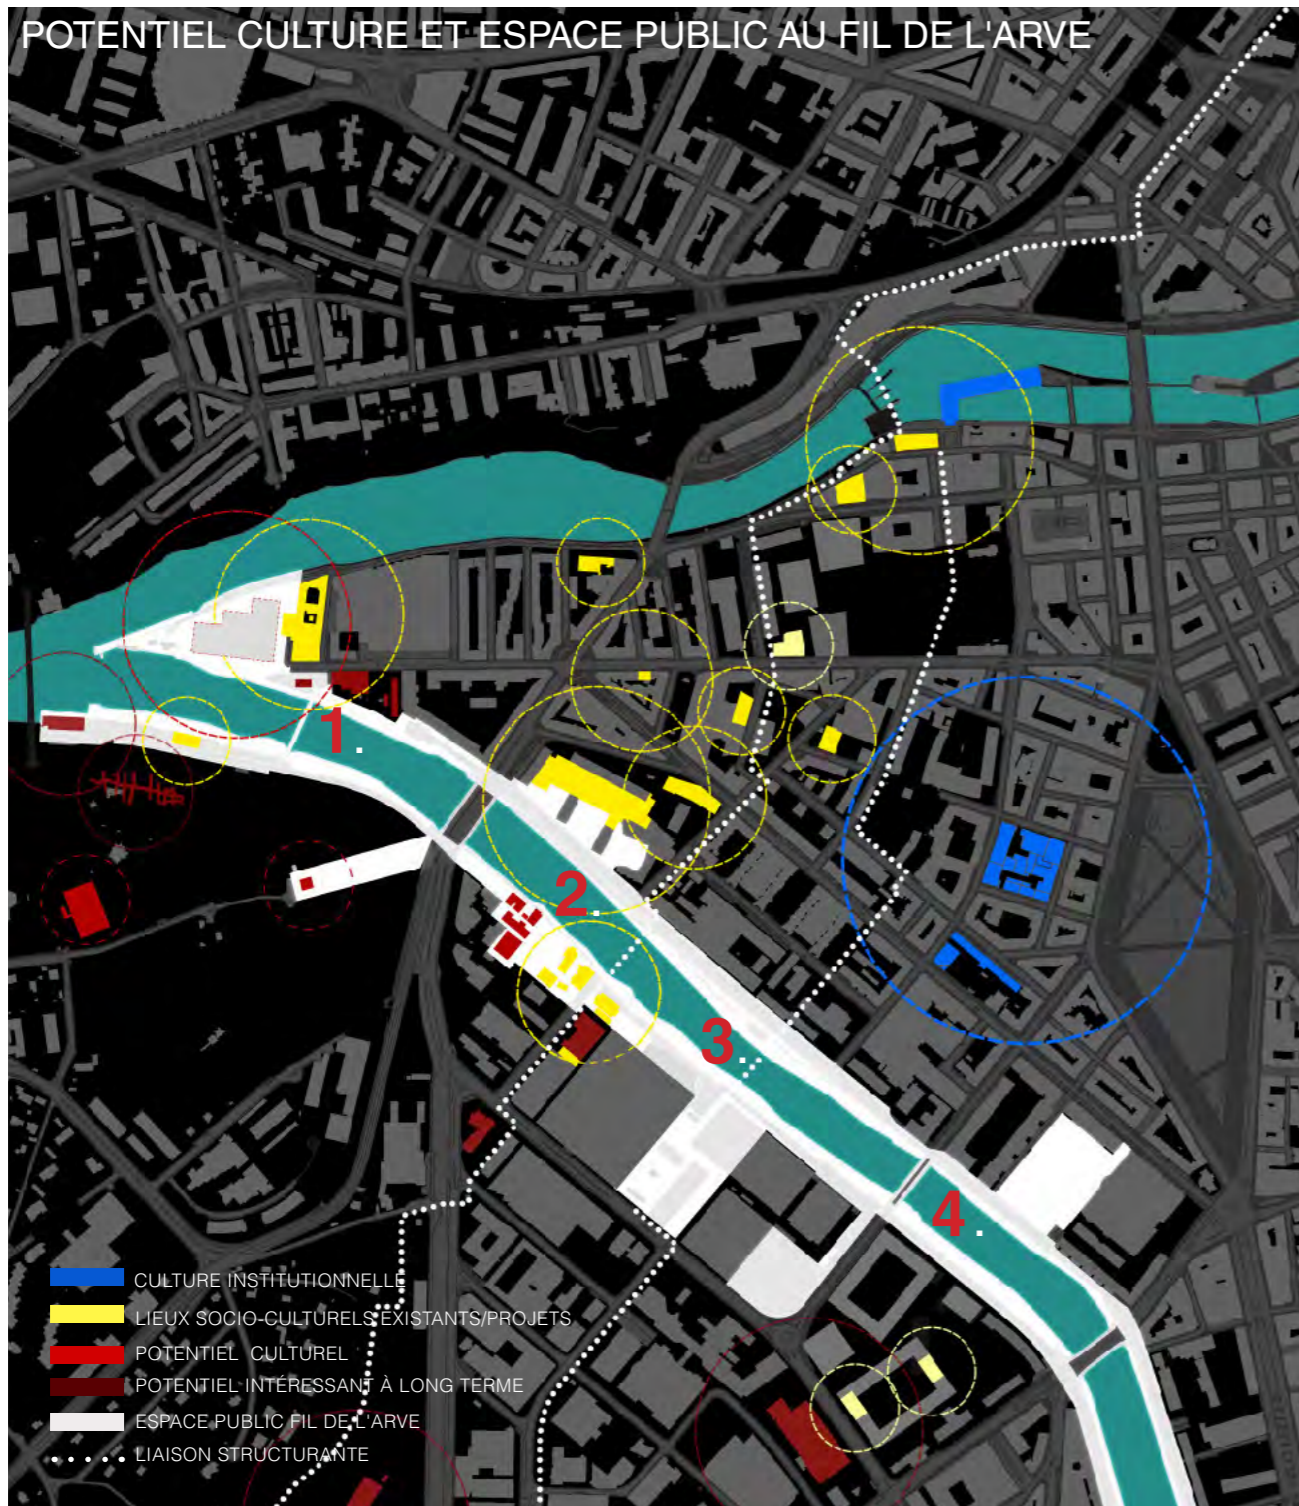 POTENTIEL CULTURE ET ESPACE PUBLIC AU FIL DE L'ARVE
1.
2.
3.
4.
CULTURE INSTITUTIONNELLE
LIEUX SOCIO-CULTURELS EXISTANTS/PROJETS
POTENTIEL CULTUREL
POTENTIEL INTÉRESSANT À LONG TERME
ESPACE PUBLIC FIL DE L'ARVE
LIAISON STRUCTURANTE